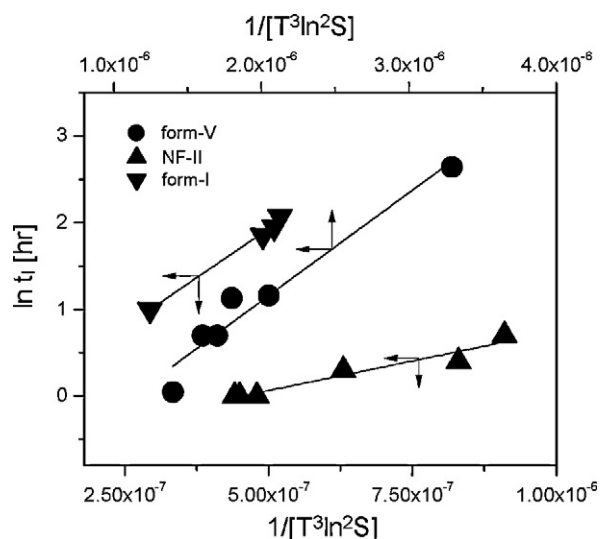 1/[T³ln²S]
1.0x10⁻⁶ 2.0x10⁻⁶ 3.0x10⁻⁶ 4.0x10⁻⁶
3
2
1
0
ln tI [hr]
form-V
NF-II
form-I
2.50x10⁻⁷ 5.00x10⁻⁷ 7.50x10⁻⁷ 1.00x10⁻⁶
1/[T³ln²S]